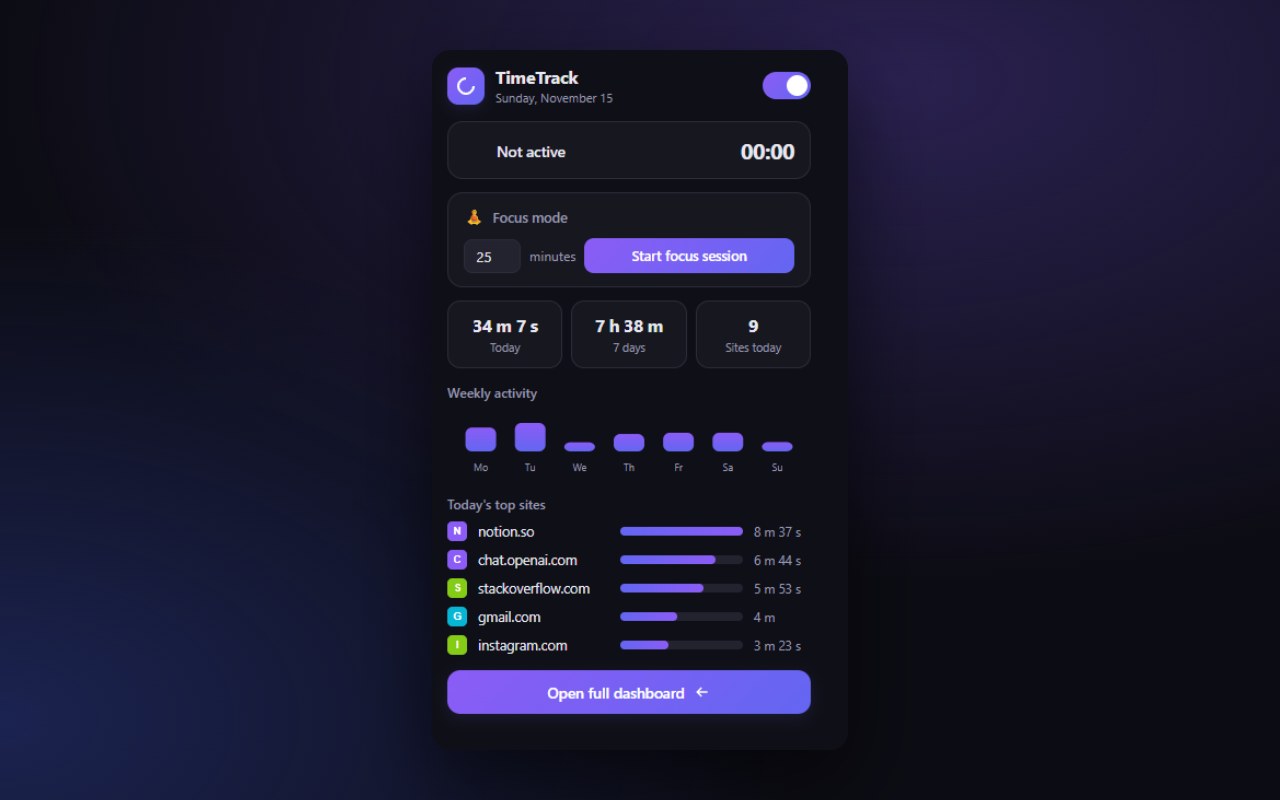 TimeTrack
Sunday, November 15
Not active 00:00
Focus mode
25 minutes Start focus session
34 m 7 s 7 h 38 m 9
Today 7 days Sites today
Weekly activity
Mo Tu We Th Fr Sa Su
Today's top sites
N notion.so 8 m 37 s
C chat.openai.com 6 m 44 s
S stackoverflow.com 5 m 53 s
G gmail.com 4 m
I instagram.com 3 m 23 s
Open full dashboard ←